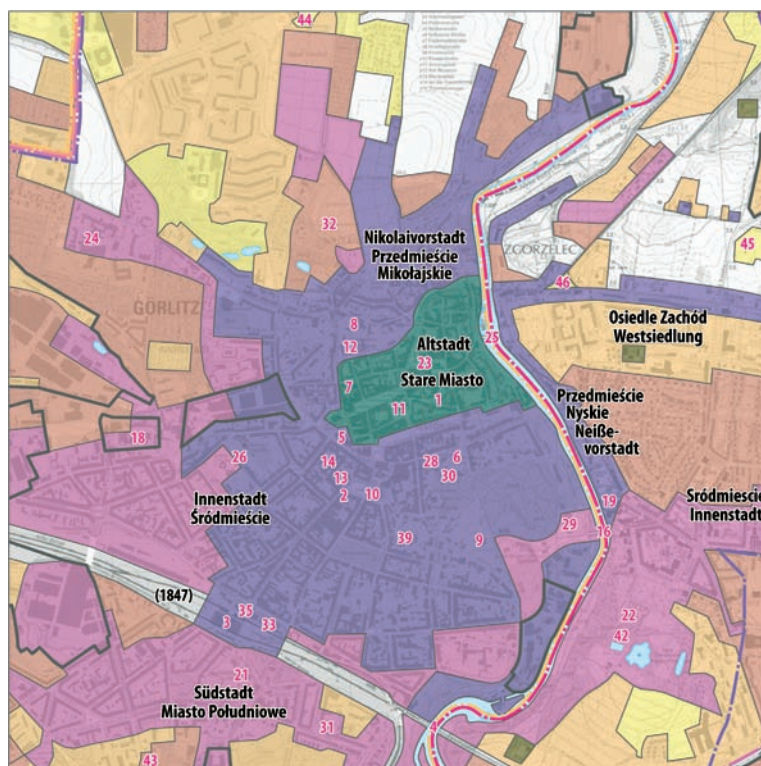 44
32
24
Nikolaivorstadt
Przedmieście
Mikołajskie
ZGORZELEC
45
46
GÖRLITZ
Osiedle Zachód
Westsiedlung
8
12
25
Altstadt
23
Stare Miasto
7
11
1
Przedmieście
Nyskie
Neiße-
vorstadt
18
5
26
14
28
6
13
30
2
10
Innenstadt
Śródmieście
19
Sródmiescie
Innenstadt
29
16
39
9
(1847)
35
3
33
22
42
21
Südstadt
Miasto Południowe
31
43